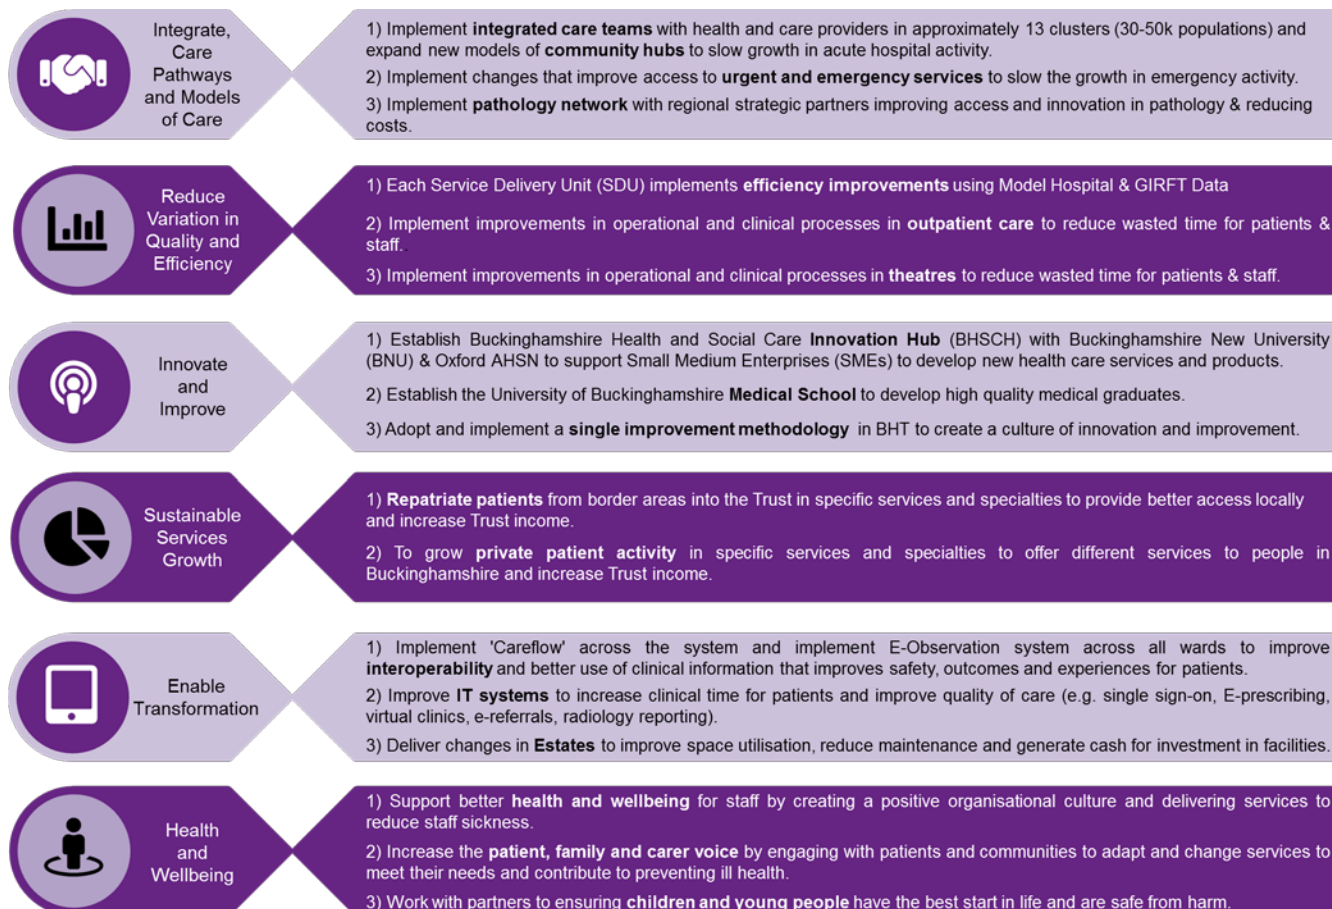 Integrate,
Care
Pathways
and Models
of Care
1) Implement integrated care teams with health and care providers in approximately 13 clusters (30-50k populations) and
expand new models of community hubs to slow growth in acute hospital activity.
2) Implement changes that improve access to urgent and emergency services to slow the growth in emergency activity.
3) Implement pathology network with regional strategic partners improving access and innovation in pathology & reducing
costs.
Reduce
Variation in
Quality and
Efficiency
1) Each Service Delivery Unit (SDU) implements efficiency improvements using Model Hospital & GIRFT Data
2) Implement improvements in operational and clinical processes in outpatient care to reduce wasted time for patients &
staff.
3) Implement improvements in operational and clinical processes in theatres to reduce wasted time for patients & staff.
Innovate
and
Improve
1) Establish Buckinghamshire Health and Social Care Innovation Hub (BHSCH) with Buckinghamshire New University
(BNU) & Oxford AHSN to support Small Medium Enterprises (SMEs) to develop new health care services and products.
2) Establish the University of Buckinghamshire Medical School to develop high quality medical graduates.
3) Adopt and implement a single improvement methodology in BHT to create a culture of innovation and improvement.
Sustainable
Services
Growth
1) Repatriate patients from border areas into the Trust in specific services and specialties to provide better access locally
and increase Trust income.
2) To grow private patient activity in specific services and specialties to offer different services to people in
Buckinghamshire and increase Trust income.
Enable
Transformation
1) Implement 'Careflow' across the system and implement E-Observation system across all wards to improve
interoperability and better use of clinical information that improves safety, outcomes and experiences for patients.
2) Improve IT systems to increase clinical time for patients and improve quality of care (e.g. single sign-on, E-prescribing,
virtual clinics, e-referrals, radiology reporting).
3) Deliver changes in Estates to improve space utilisation, reduce maintenance and generate cash for investment in facilities.
Health
and
Wellbeing
1) Support better health and wellbeing for staff by creating a positive organisational culture and delivering services to
reduce staff sickness.
2) Increase the patient, family and carer voice by engaging with patients and communities to adapt and change services to
meet their needs and contribute to preventing ill health.
3) Work with partners to ensuring children and young people have the best start in life and are safe from harm.